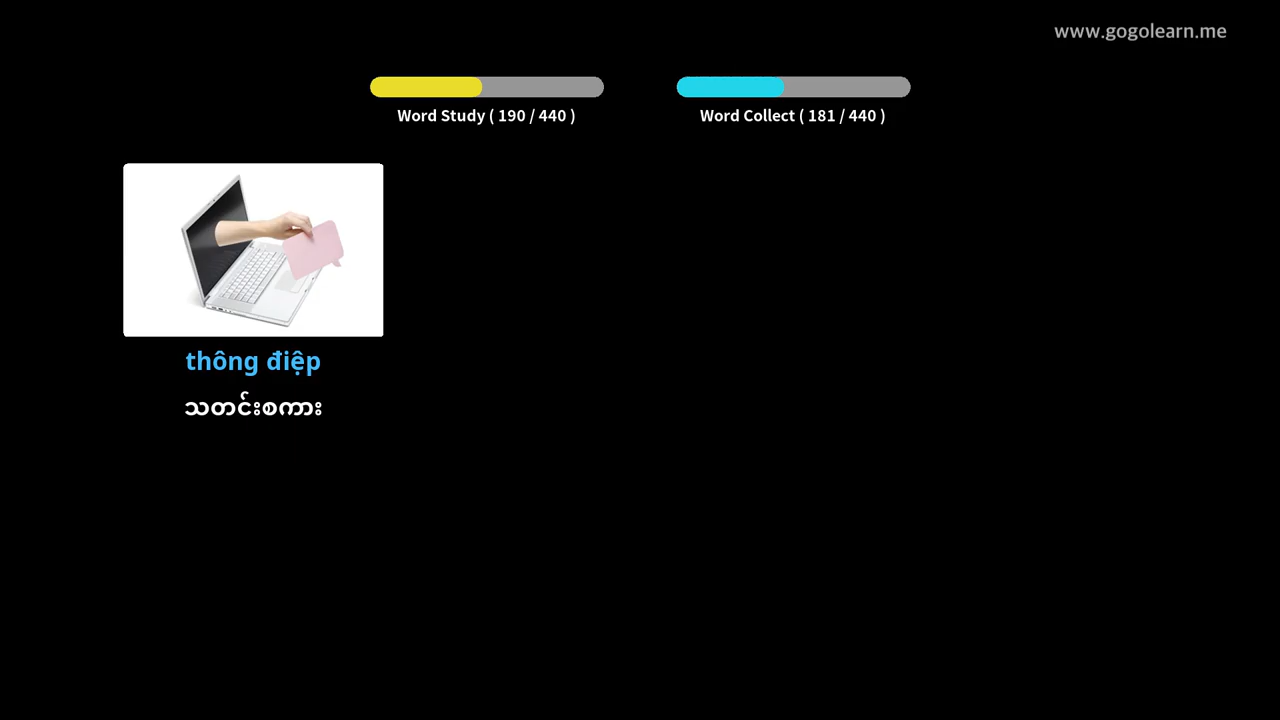 www.gogolearn.me
Word Study ( 190 / 440 )
Word Collect ( 181 / 440 )
thông điệp
သတင်းစကား